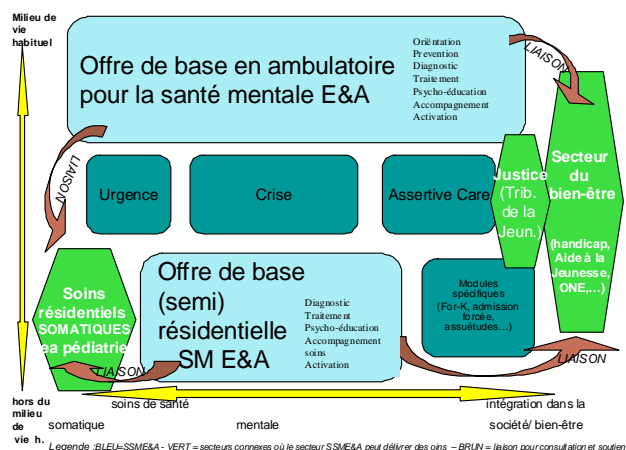 Milieu de
vie
habituel
Offre de base en ambulatoire
pour la santé mentale E&A
Oriëntation
Prevention
Diagnostic
Traitement
Psycho-éducation
Accompagnement
Activation
LIAISON
LIAISON
Urgence
Crise
Assertive Care
Justice
(Trib.
de la
Jeun.)
Secteur
du
bien-être
(handicap,
Aide à la
Jeunesse,
ONE,…)
Soins
résidentiels
SOMATIQUES
ea pédiatrie
Offre de base
(semi)
résidentielle
SM E&A
Diagnostic
Traitement
Psycho-éducation
Accompagnement
soins
Activation
Modules
spécifiques
(For-K, admission
forcée,
assuétudes…)
LIAISON
LIAISON
hors du
milieu
de
vie h.
soins de santé
intégration dans la
somatique
mentale
société/ bien-être
Legende :BLEU=SSME&A - VERT = secteurs connexes où le secteur SSME&A peut délivrer des oins – BRUN = liaison pour consultation et soutien